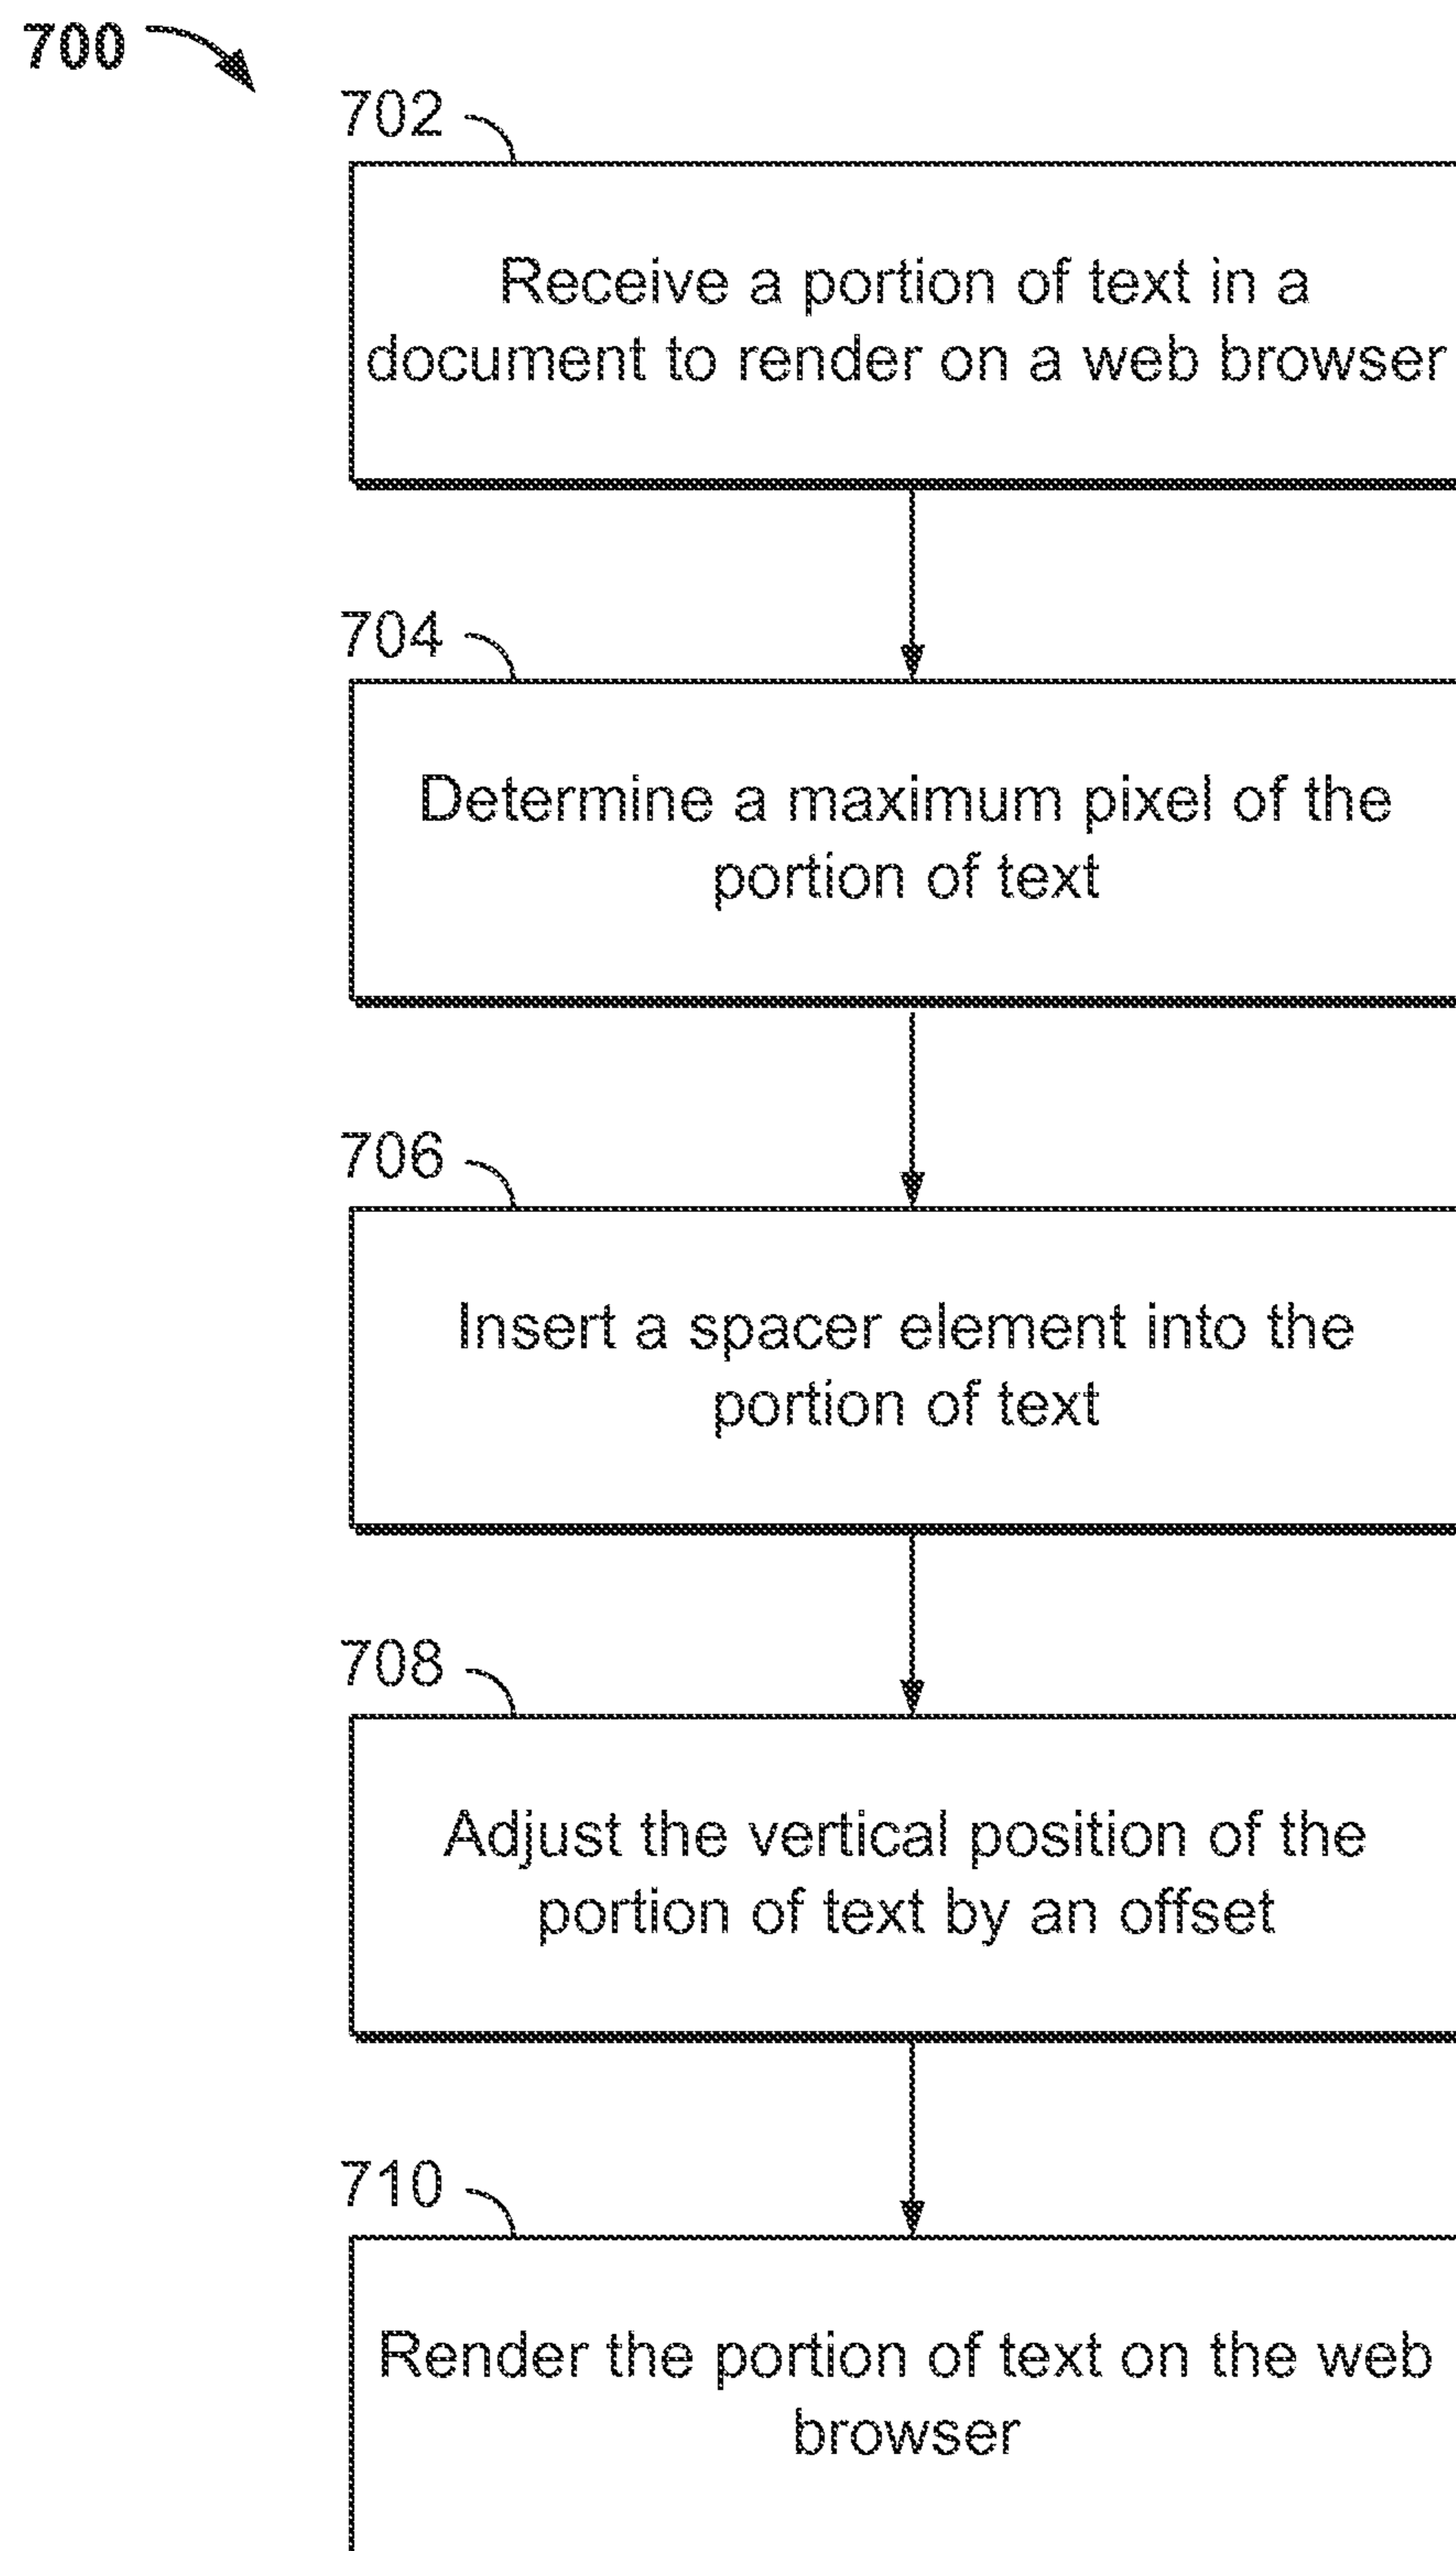 700
702
Receive a portion of text in a
document to render on a web browser
704
Determine a maximum pixel of the
portion of text
706
Insert a spacer element into the
portion of text
708
Adjust the vertical position of the
portion of text by an offset
710
Render the portion of text on the web
browser